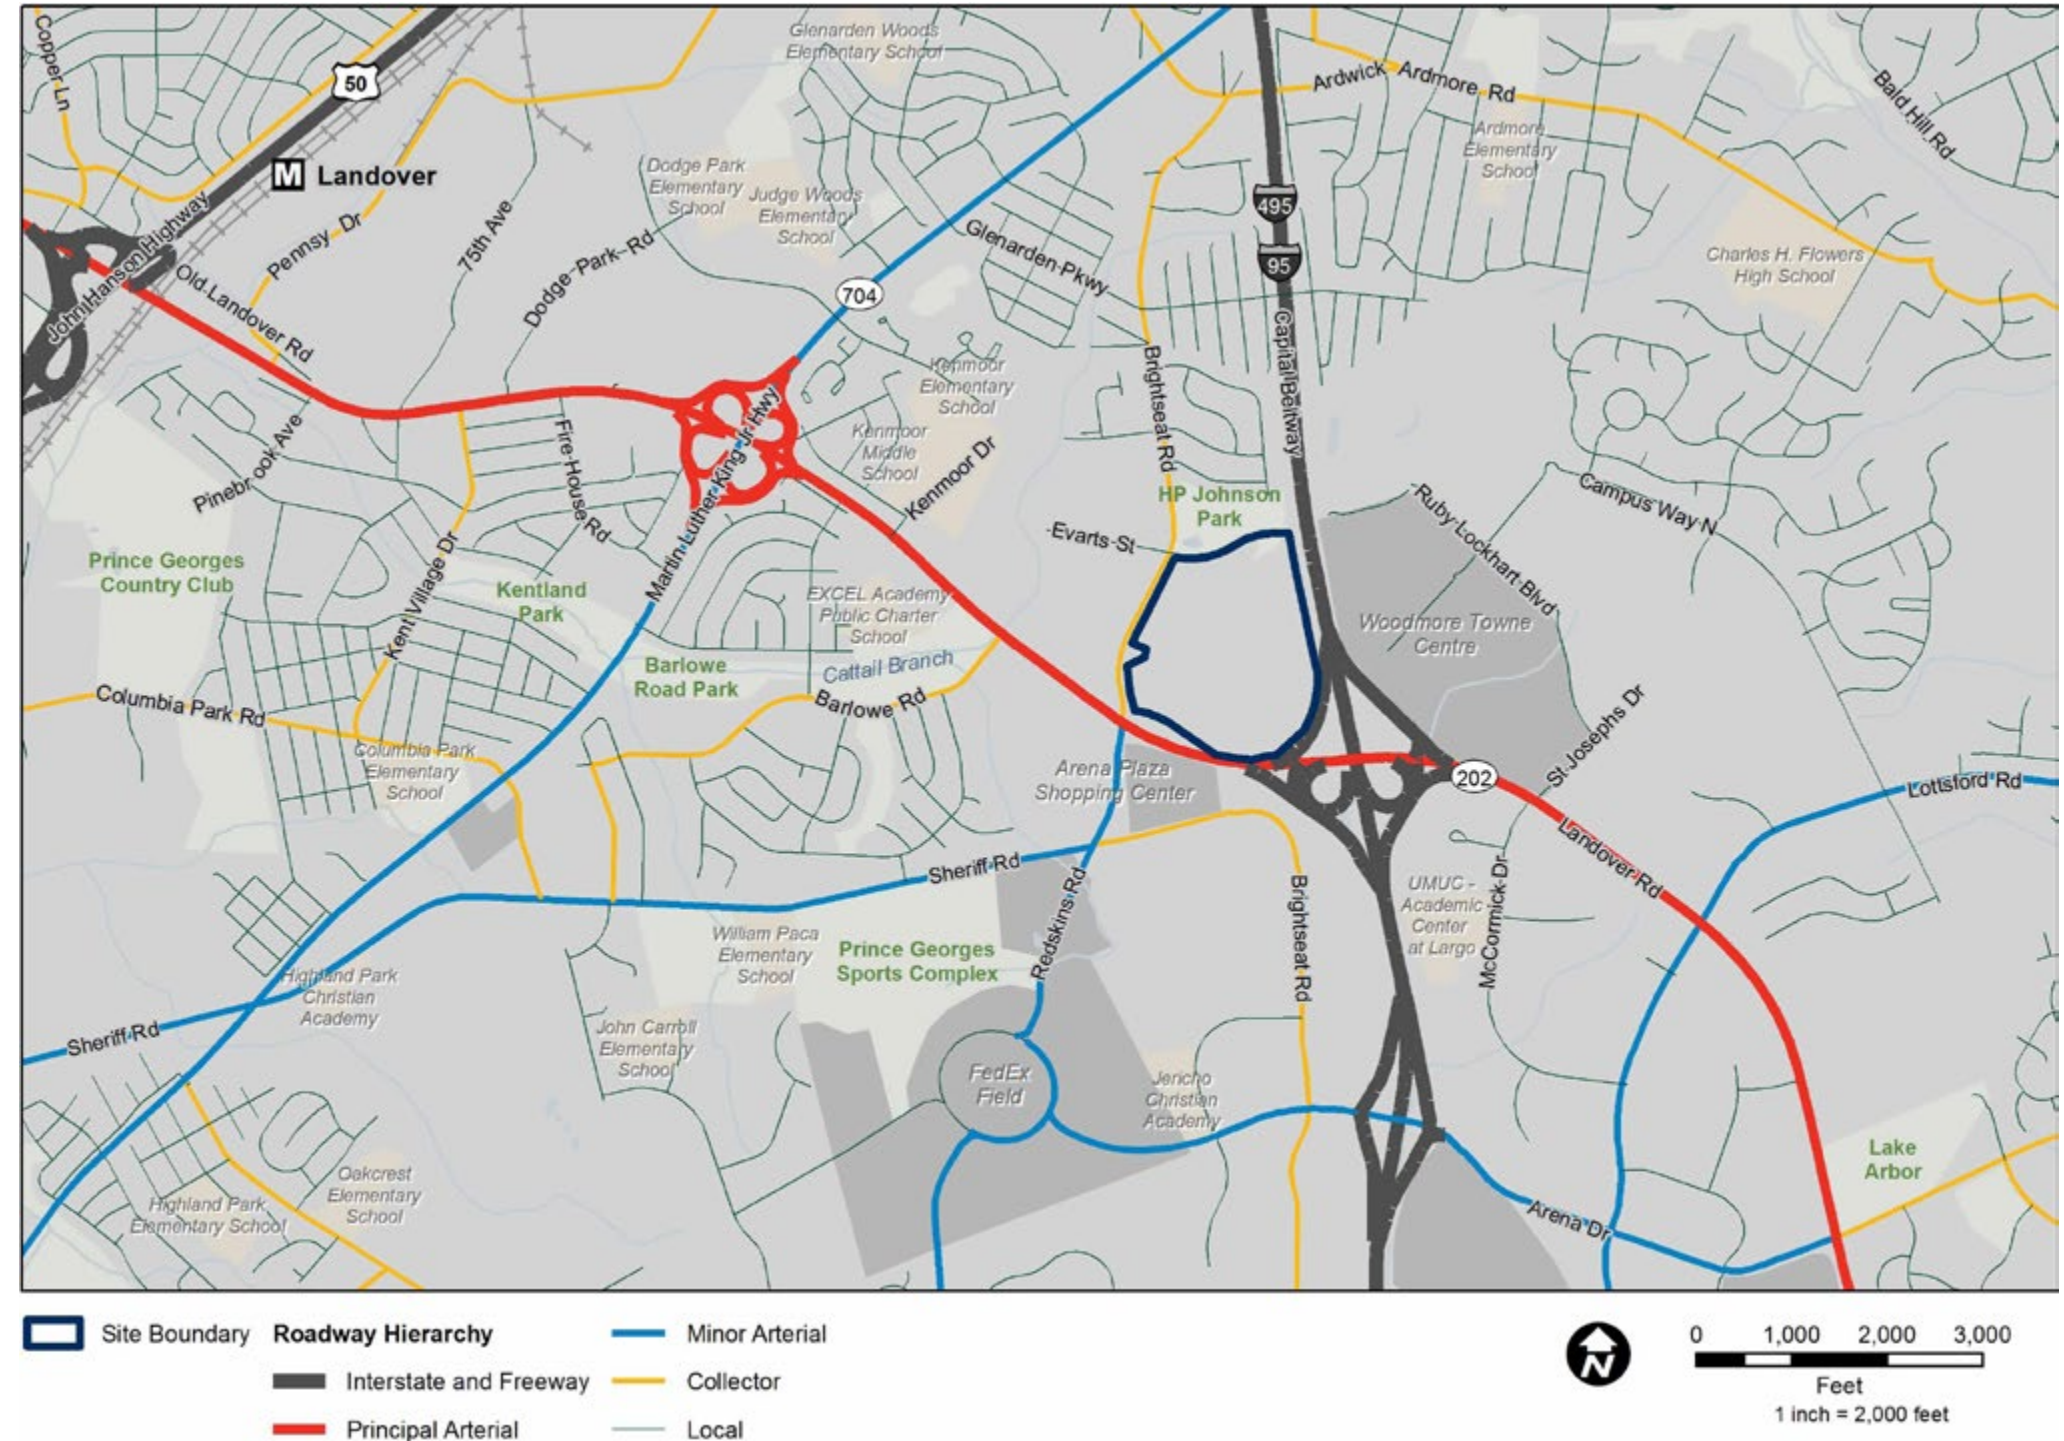 Copper Ln
50
Glenarden Woods
Elementary School
Ardwick Ardmore Rd
Bald Hill Rd
M Landover
Dodge Park
Elementary
School
Judge Woods
Elementary
School
Ardmore
Elementary
School
495
95
John Hanson Highway
Pennsy Dr
75th Ave
Dodge Park Rd
Glenarden Pkwy
Charles H. Flowers
High School
Old Landover Rd
704
Capital Beltway
Brightseat Rd
Kenmoor
Elementary
School
Kenmoor
Middle
School
Kenmoor Dr
Pinebrook Ave
Fire House Rd
Martin Luther King Jr Hwy
HP Johnson
Park
Evarts St
Ruby Lockhart Blvd
Campus Way N
Prince Georges
Country Club
Kent Village Dr
Kentland
Park
EXCEL Academy
Public Charter
School
Woodmore Towne
Centre
Barlowe
Road Park
Cattail Branch
Barlowe Rd
Columbia Park Rd
Columbia Park
Elementary
School
Arena Plaza
Shopping Center
202
St Josephs Dr
Lottsford Rd
Landover Rd
Sheriff Rd
Redskins Rd
Brightseat Rd
UMUC -
Academic
Center
at Largo
McCormick Dr
William Paca
Elementary
School
Prince Georges
Sports Complex
Highland Park
Christian
Academy
Sheriff Rd
John Carroll
Elementary
School
FedEx
Field
Jericho
Christian
Academy
Lake
Arbor
Oakcrest
Elementary
School
Highland Park
Elementary School
Arena Dr
Site Boundary
Roadway Hierarchy
Interstate and Freeway
Principal Arterial
Minor Arterial
Collector
Local
N
0 1,000 2,000 3,000
Feet
1 inch = 2,000 feet